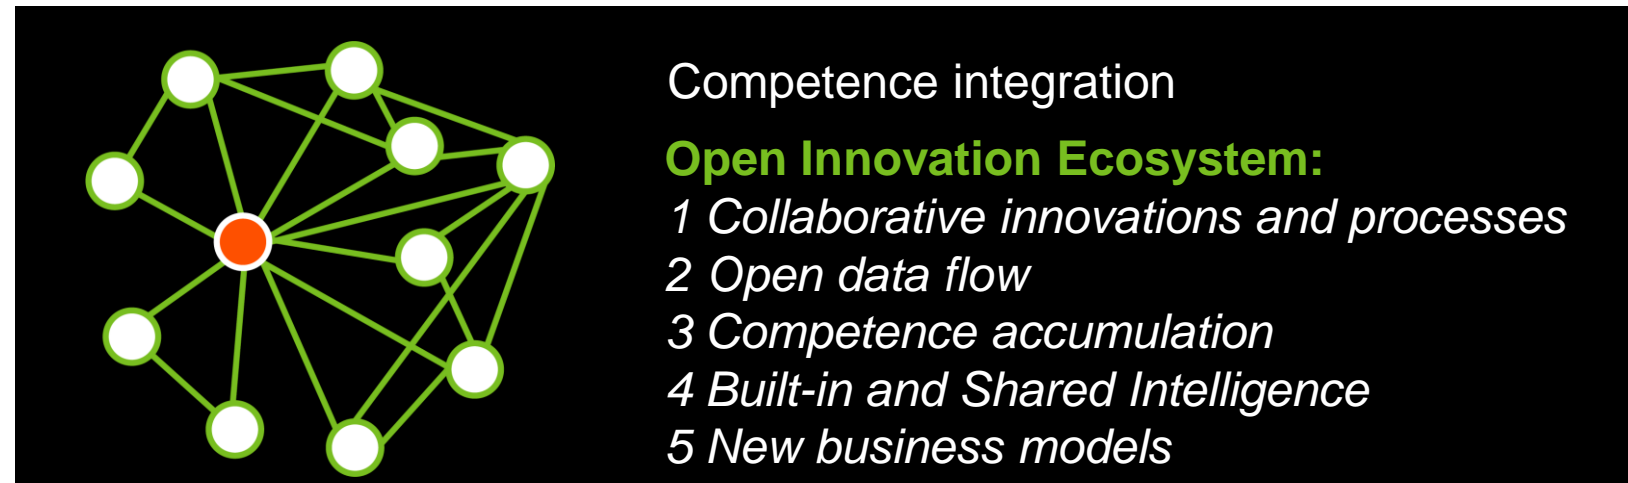 Competence integration
Open Innovation Ecosystem:
1 Collaborative innovations and processes
2 Open data flow
3 Competence accumulation
4 Built-in and Shared Intelligence
5 New business models